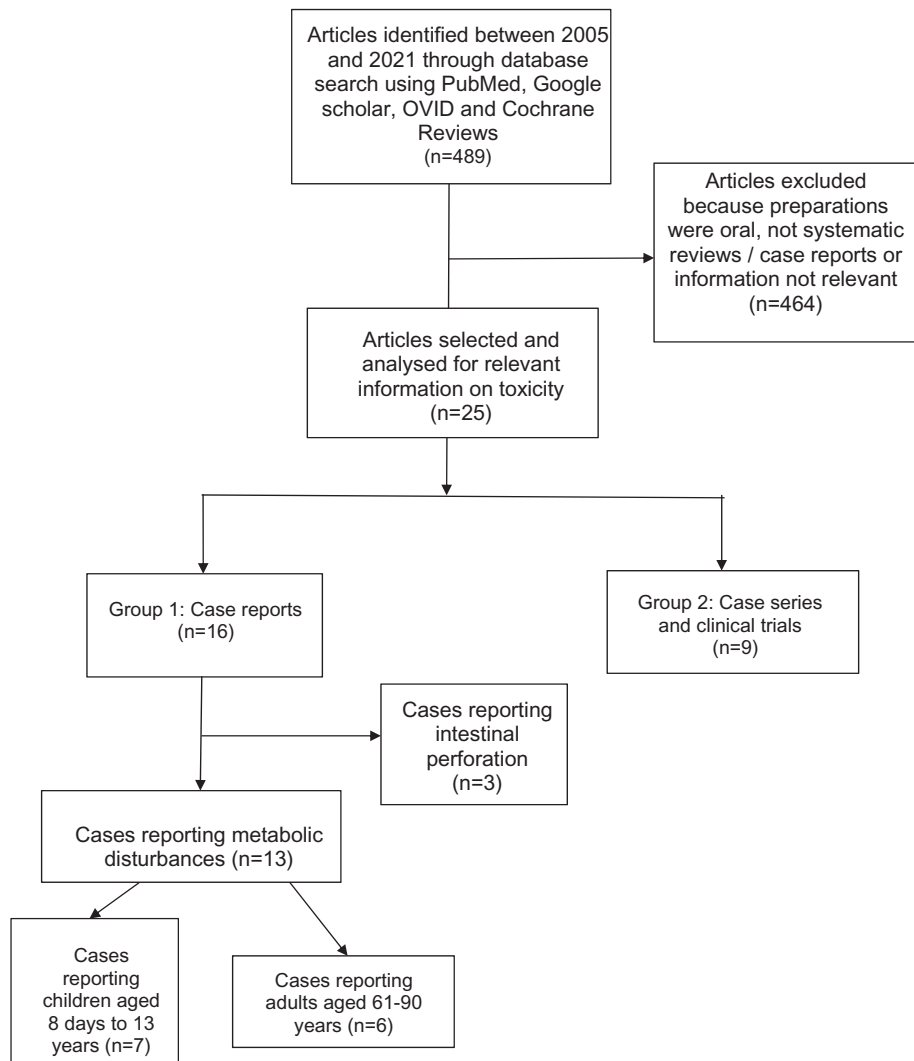 Articles identified between 2005
and 2021 through database
search using PubMed, Google
scholar, OVID and Cochrane
Reviews
(n=489)
Articles excluded
because preparations
were oral, not systematic
reviews / case reports or
information not relevant
(n=464)
Articles selected and
analysed for relevant
information on toxicity
(n=25)
Group 1: Case reports
(n=16)
Group 2: Case series
and clinical trials
(n=9)
Cases reporting
intestinal
perforation
(n=3)
Cases reporting metabolic
disturbances (n=13)
Cases
reporting
children aged
8 days to 13
years (n=7)
Cases reporting
adults aged 61-90
years (n=6)